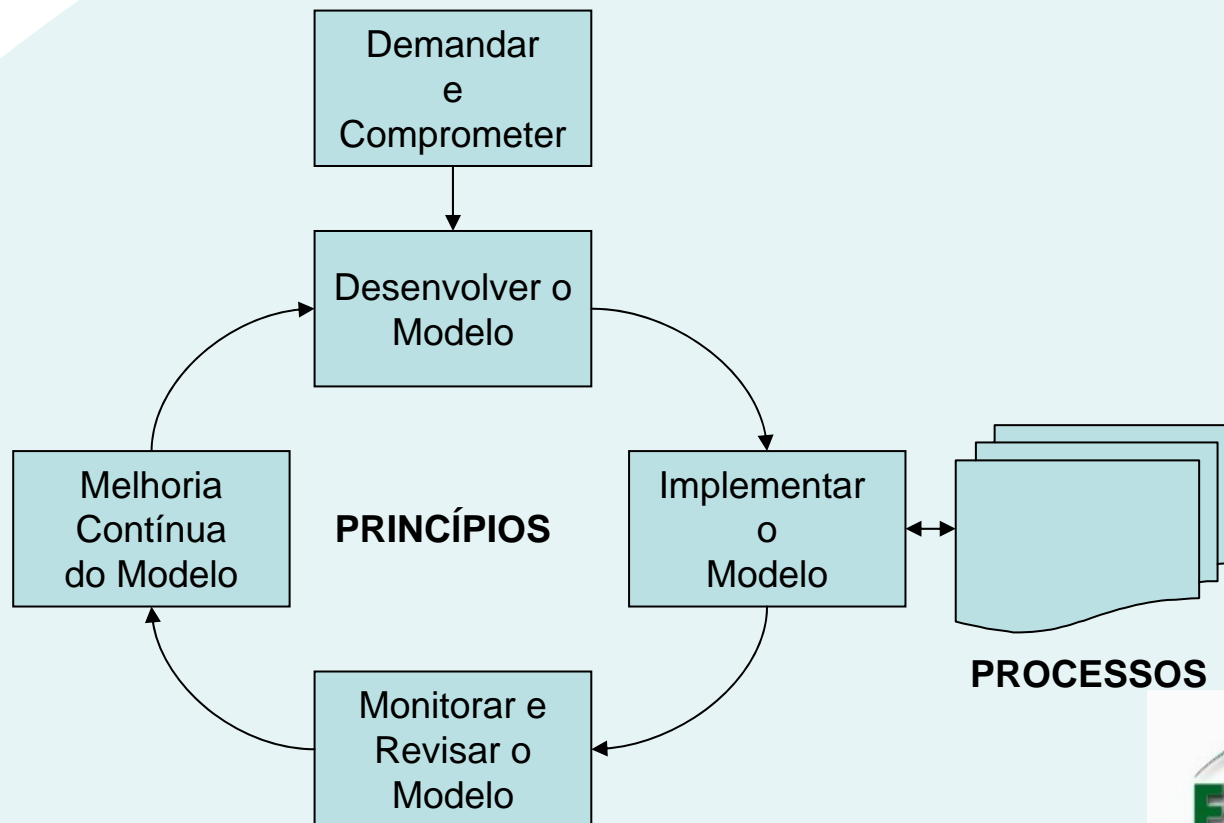 Demandar
e
Comprometer
Desenvolver o
Modelo
Melhoria
Contínua
do Modelo
PRINCÍPIOS
Implementar
o
Modelo
PROCESSOS
Monitorar e
Revisar o
Modelo